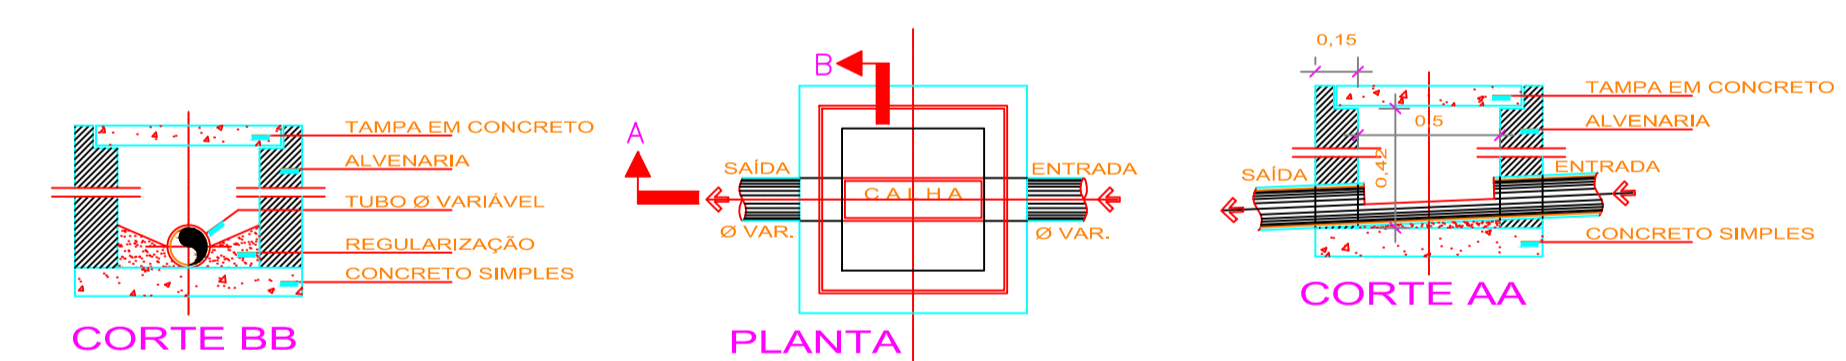 TAMPA EM CONCRETO
ALVENARIA
TUBO Ø VARIÁVEL
REGULARIZAÇÃO
CONCRETO SIMPLES
CORTE BB
B
A
SAÍDA
ENTRADA
CALHA
Ø VAR.
Ø VAR.
PLANTA
0,15
TAMPA EM CONCRETO
0.5
ALVENARIA
0,42
SAÍDA
ENTRADA
CONCRETO SIMPLES
CORTE AA